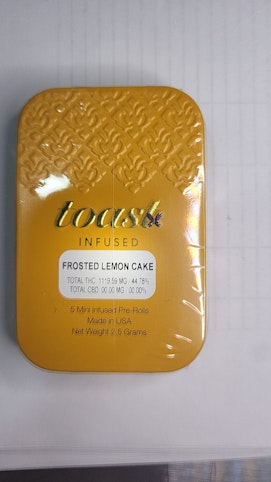 toast
INFUSED
FROSTED LEMON CAKE
TOTAL THC: 1119.59 MG : 44.78%
TOTAL CBD: 00.00 MG : 00.00%
5 Mini Infused Pre-Rolls
Made in USA
Net Weight 2.5 Grams